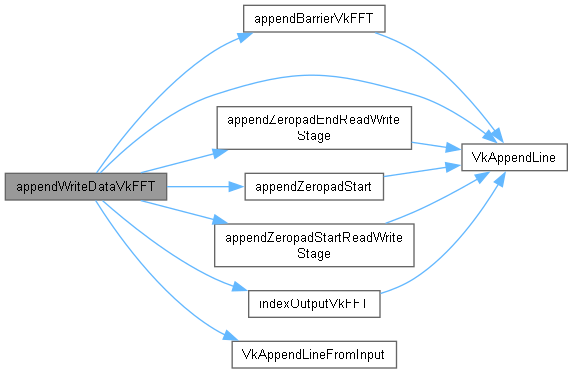 appendBarrierVkFFT
appendZeropadEndReadWrite
Stage
VkAppendLine
appendWriteDataVkFFT
appendZeropadStart
appendZeropadStartReadWrite
Stage
indexOutputVkFFT
VkAppendLineFromInput